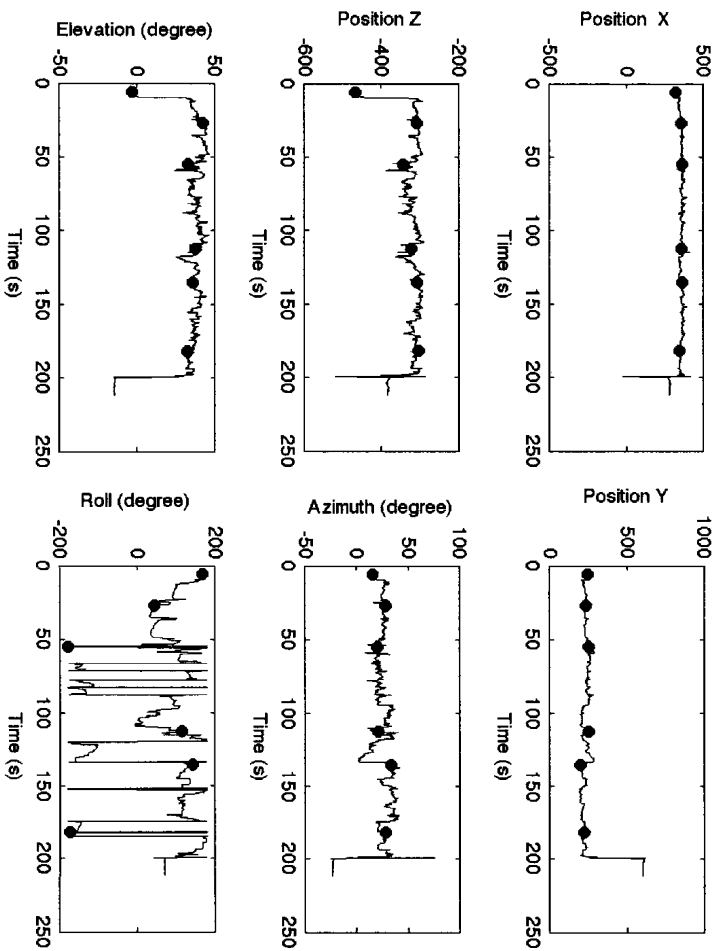 Position X
500
0
-500
0 50 100 150 200 250
Time (s)
Position Y
1000
500
0
0 50 100 150 200 250
Time (s)
Position Z
-200
-400
-600
0 50 100 150 200 250
Time (s)
Azimuth (degree)
100
50
0
-50
0 50 100 150 200 250
Time (s)
Elevation (degree)
50
0
-50
0 50 100 150 200 250
Time (s)
Roll (degree)
200
0
-200
0 50 100 150 200 250
Time (s)